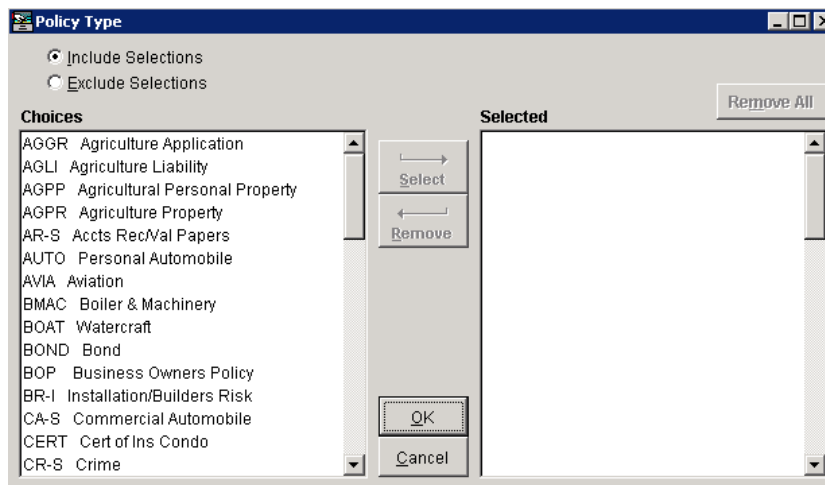 Policy Type
Include Selections
Exclude Selections
Remove All
Choices
Selected
AGGR Agriculture Application
AGLI Agriculture Liability
AGPP Agricultural Personal Property
AGPR Agriculture Property
AR-S Accts Rec/Val Papers
AUTO Personal Automobile
AVIA Aviation
BMAC Boiler & Machinery
BOAT Watercraft
BOND Bond
BOP Business Owners Policy
BR-I Installation/Builders Risk
CA-S Commercial Automobile
CERT Cert of Ins Condo
CR-S Crime
Select
Remove
OK
Cancel